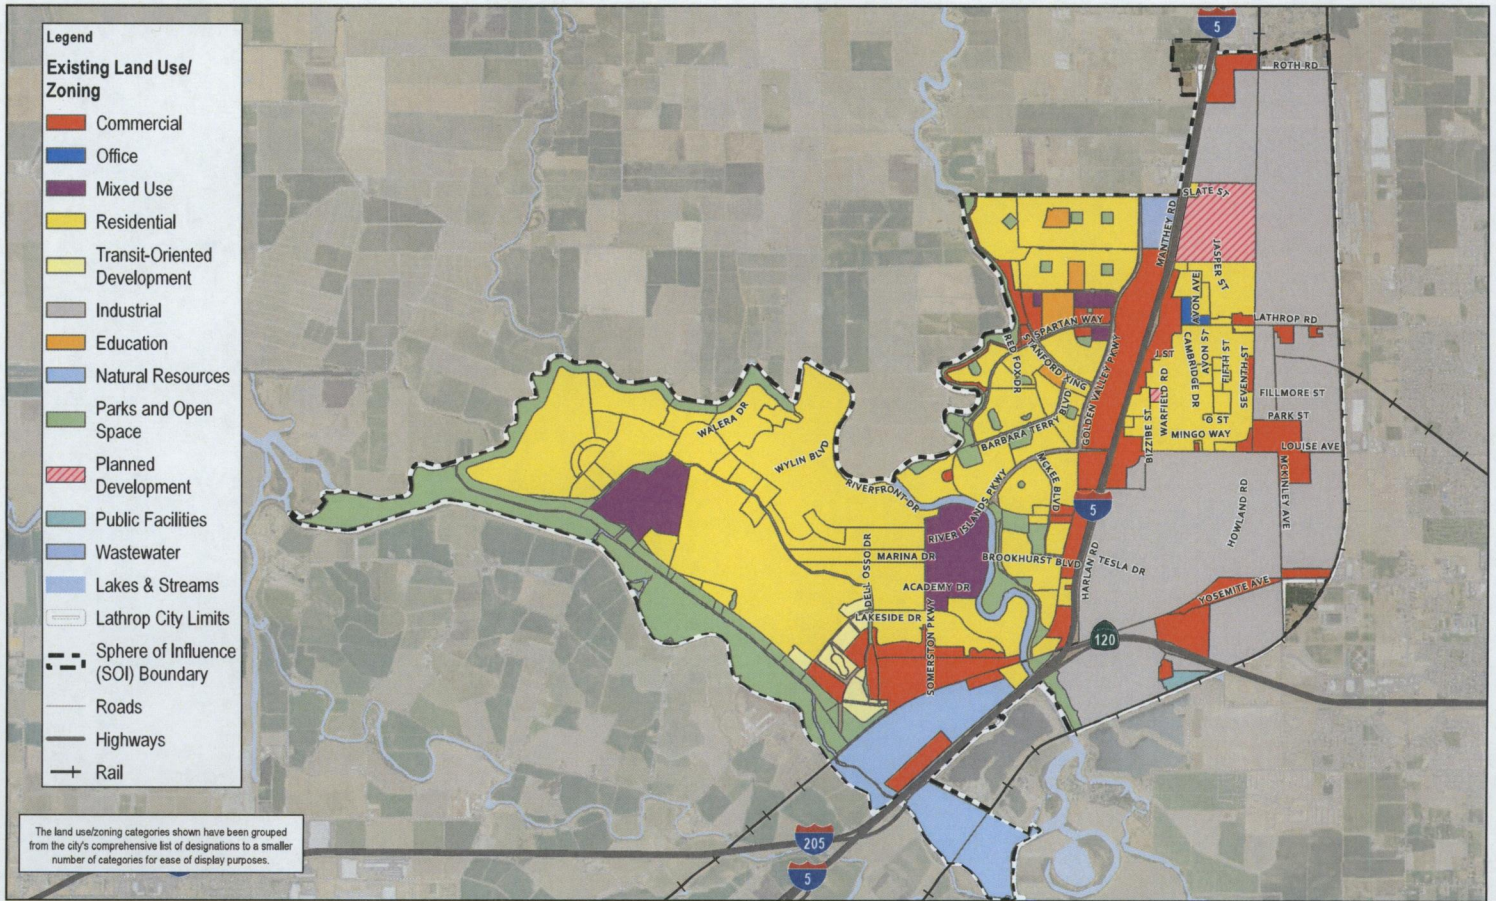 Legend
Existing Land Use/
Zoning
Commercial
Office
Mixed Use
Residential
Transit-Oriented
Development
Industrial
Education
Natural Resources
Parks and Open
Space
Planned
Development
Public Facilities
Wastewater
Lakes & Streams
Lathrop City Limits
Sphere of Influence
(SOI) Boundary
Roads
Highways
Rail
The land use/zoning categories shown have been grouped
from the city's comprehensive list of designations to a smaller
number of categories for ease of display purposes.
5
ROTH RD
SLATE ST
MANTHEY RD
JASPER ST
AVON AVE
LATHROP RD
SPARTAN WAY
STANFORD XING
RED FOX DR
GOLDEN VALLEY PKWY
J ST
CAMBRIDGE DR
AVON ST
FIFTH ST
SEVENTH ST
WARFIELD RD
FILLMORE ST
PARK ST
O ST
MINGO WAY
LOUISE AVE
BIZZIBE ST
BARBARA TERRY BLVD
WALERA DR
WYLIN BLVD
RIVERFRONT DR
MCKEE BLVD
MCKINLEY AVE
HOWLAND RD
5
RIVER ISLANDS PKWY
MARINA DR
BROOKHURST BLVD
TESLA DR
HARLAN RD
DELL OSSO DR
ACADEMY DR
YOSEMITE AVE
LAKESIDE DR
SOMERSTON PKWY
120
205
5